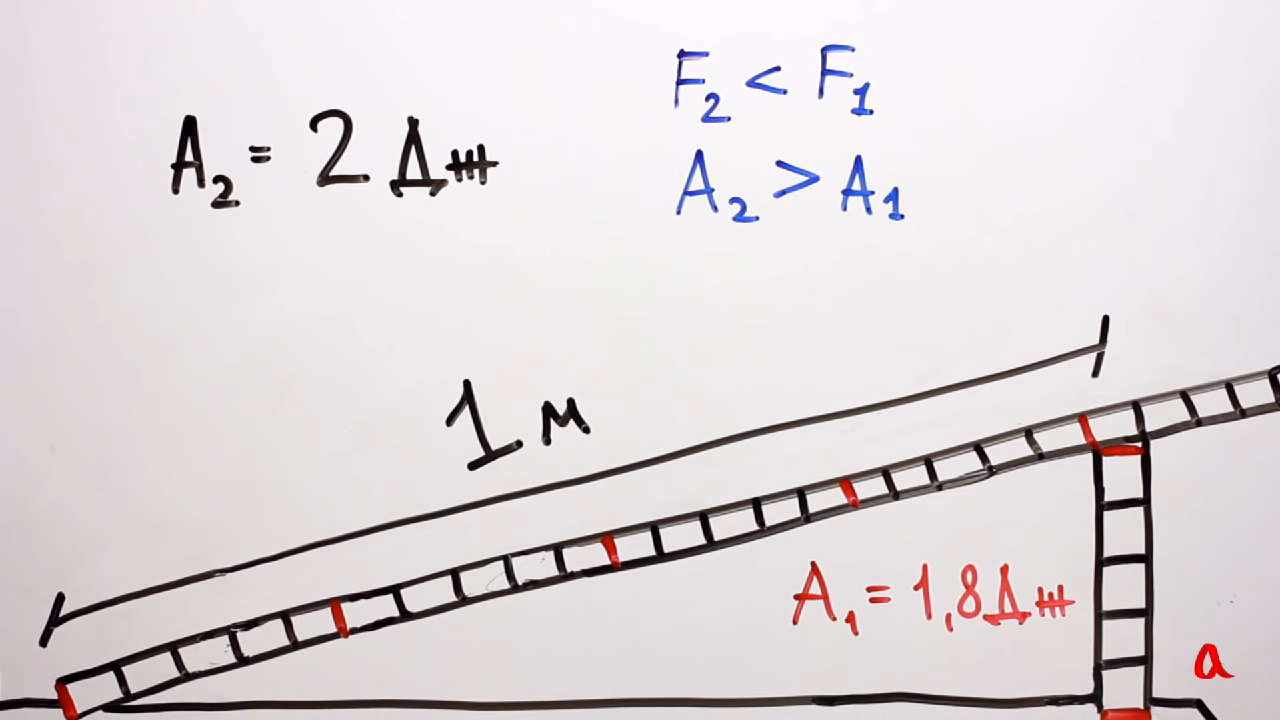 A₂ = 2 Дж
F₂ < F₁
A₂ > A₁
1 м
A₁ = 1,8 Дж
a